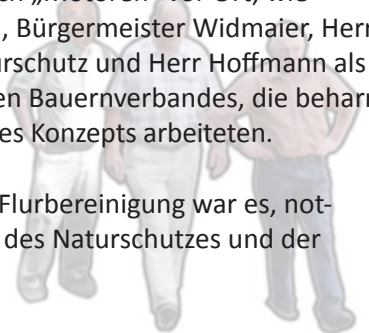 „Motoren“ vor Ort, wie
, Bürgermeister Widmaier, Herr
urschutz und Herr Hoffmann als
en Bauernverbandes, die beharr
es Konzepts arbeiteten.
Flurbereinigung war es, not-
des Naturschutzes und der